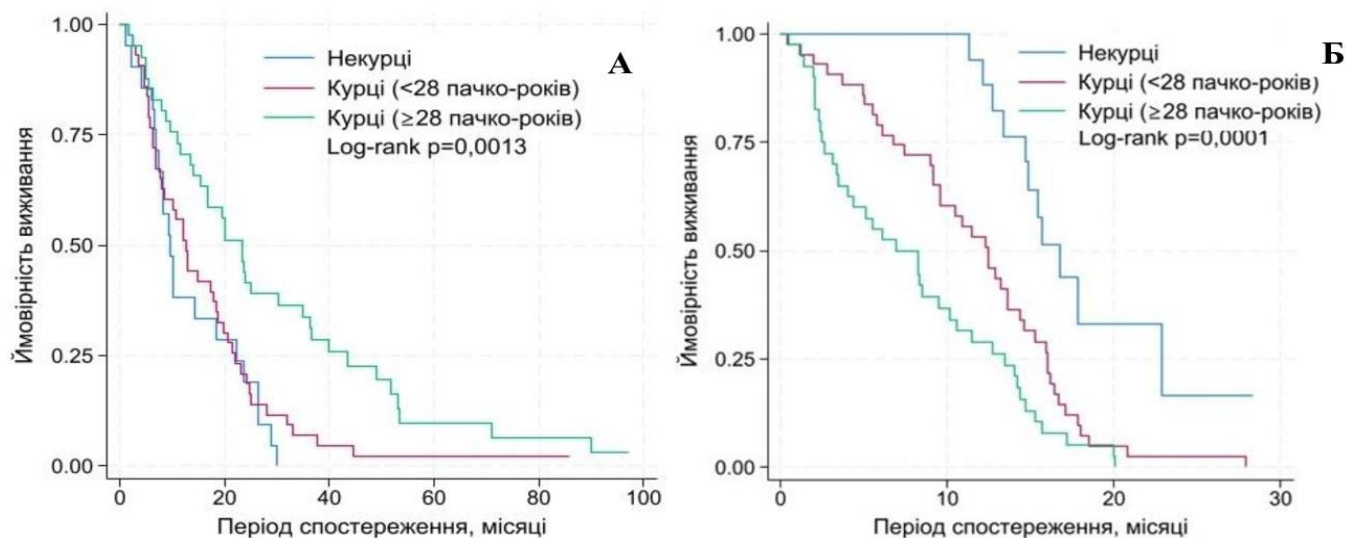 А
Некурці
Курці (<28 пачко-років)
Курці (≥28 пачко-років)
Log-rank p=0,0013
Ймовірність виживання
1.00
0.75
0.50
0.25
0.00
0 20 40 60 80 100
Період спостереження, місяці
Б
Некурці
Курці (<28 пачко-років)
Курці (≥28 пачко-років)
Log-rank p=0,0001
Ймовірність виживання
1.00
0.75
0.50
0.25
0.00
0 10 20 30
Період спостереження, місяці